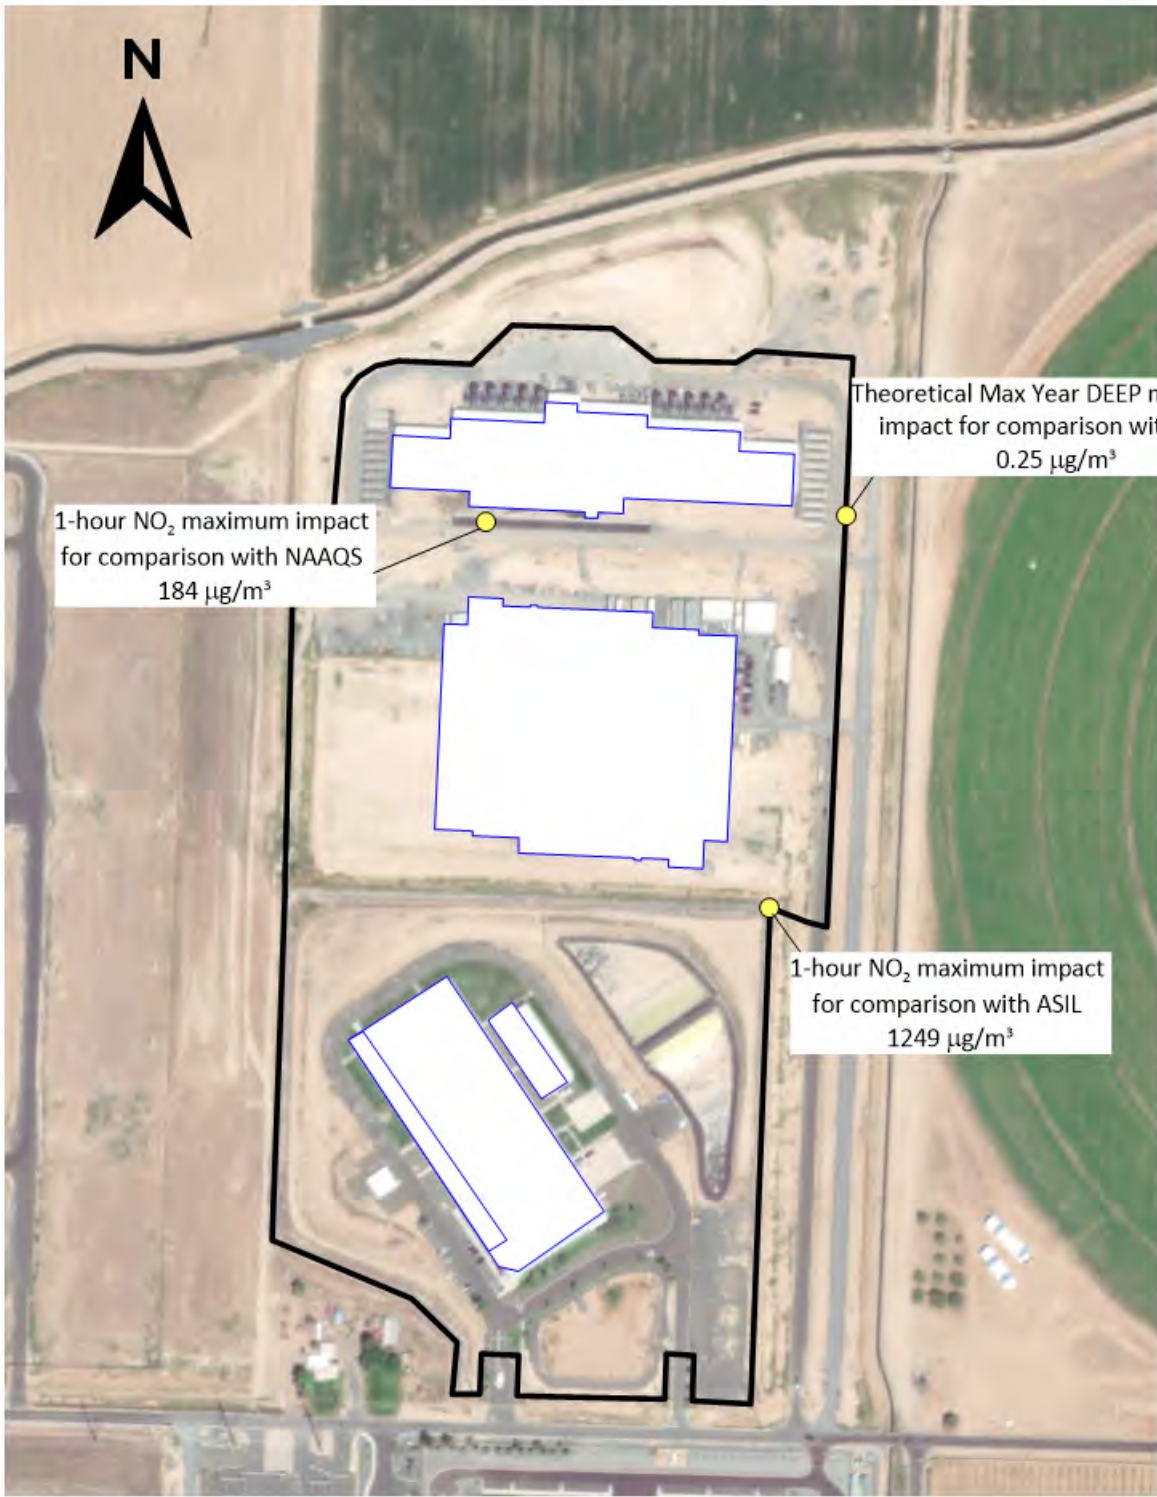 N
Theoretical Max Year DEEP
impact for comparison
0.25 μg/m³
1-hour NO₂ maximum impact
for comparison with NAAQS
184 μg/m³
1-hour NO₂ maximum impact
for comparison with ASIL
1249 μg/m³